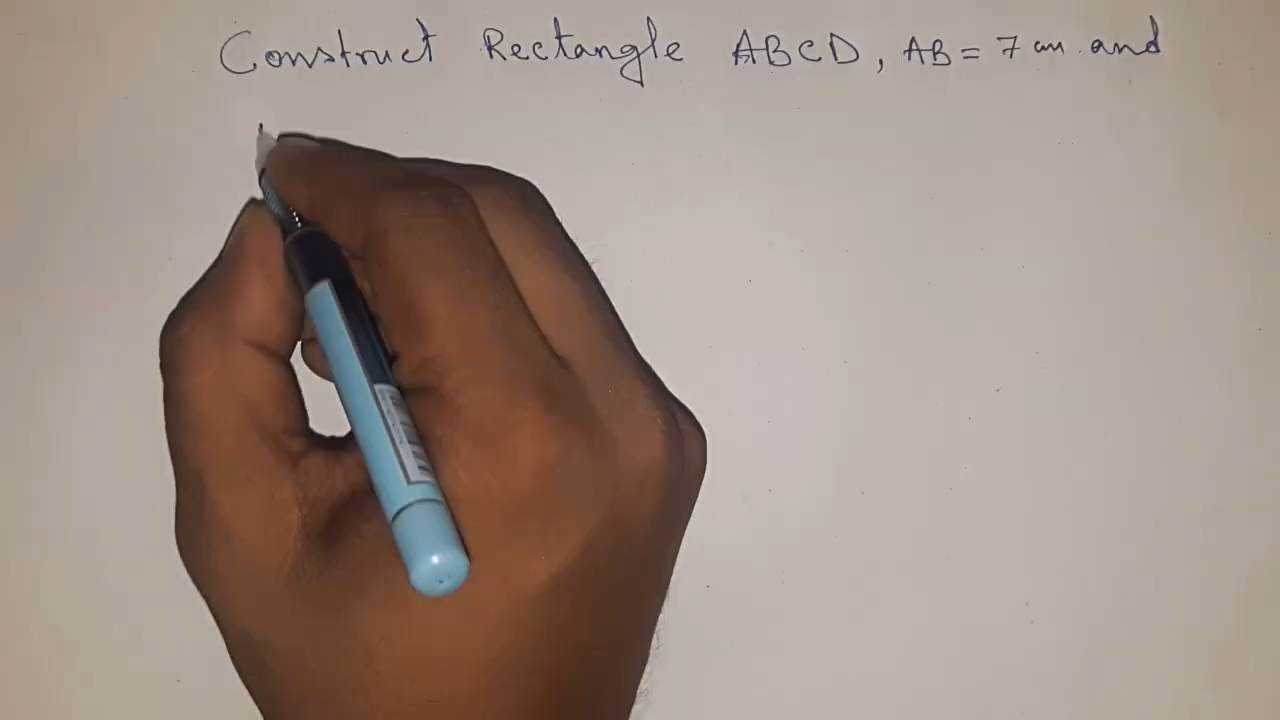 Construct Rectangle ABCD, AB = 7 cm and